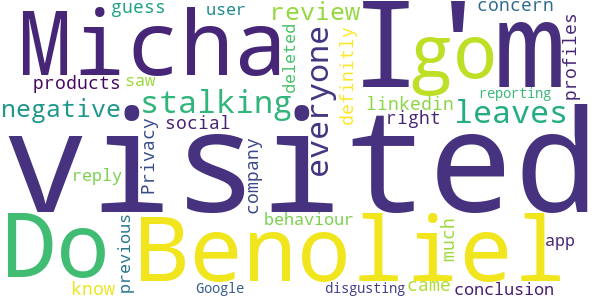 guess user review concern
Micha I'm
go
deleted
definitly
profiles
products saw
everyone
negative stalking linkedin reporting
social right leaves
Privacy
visited
reply
company
Do Benoliel
previous
behaviour
much
app
know Google disgusting came conclusion